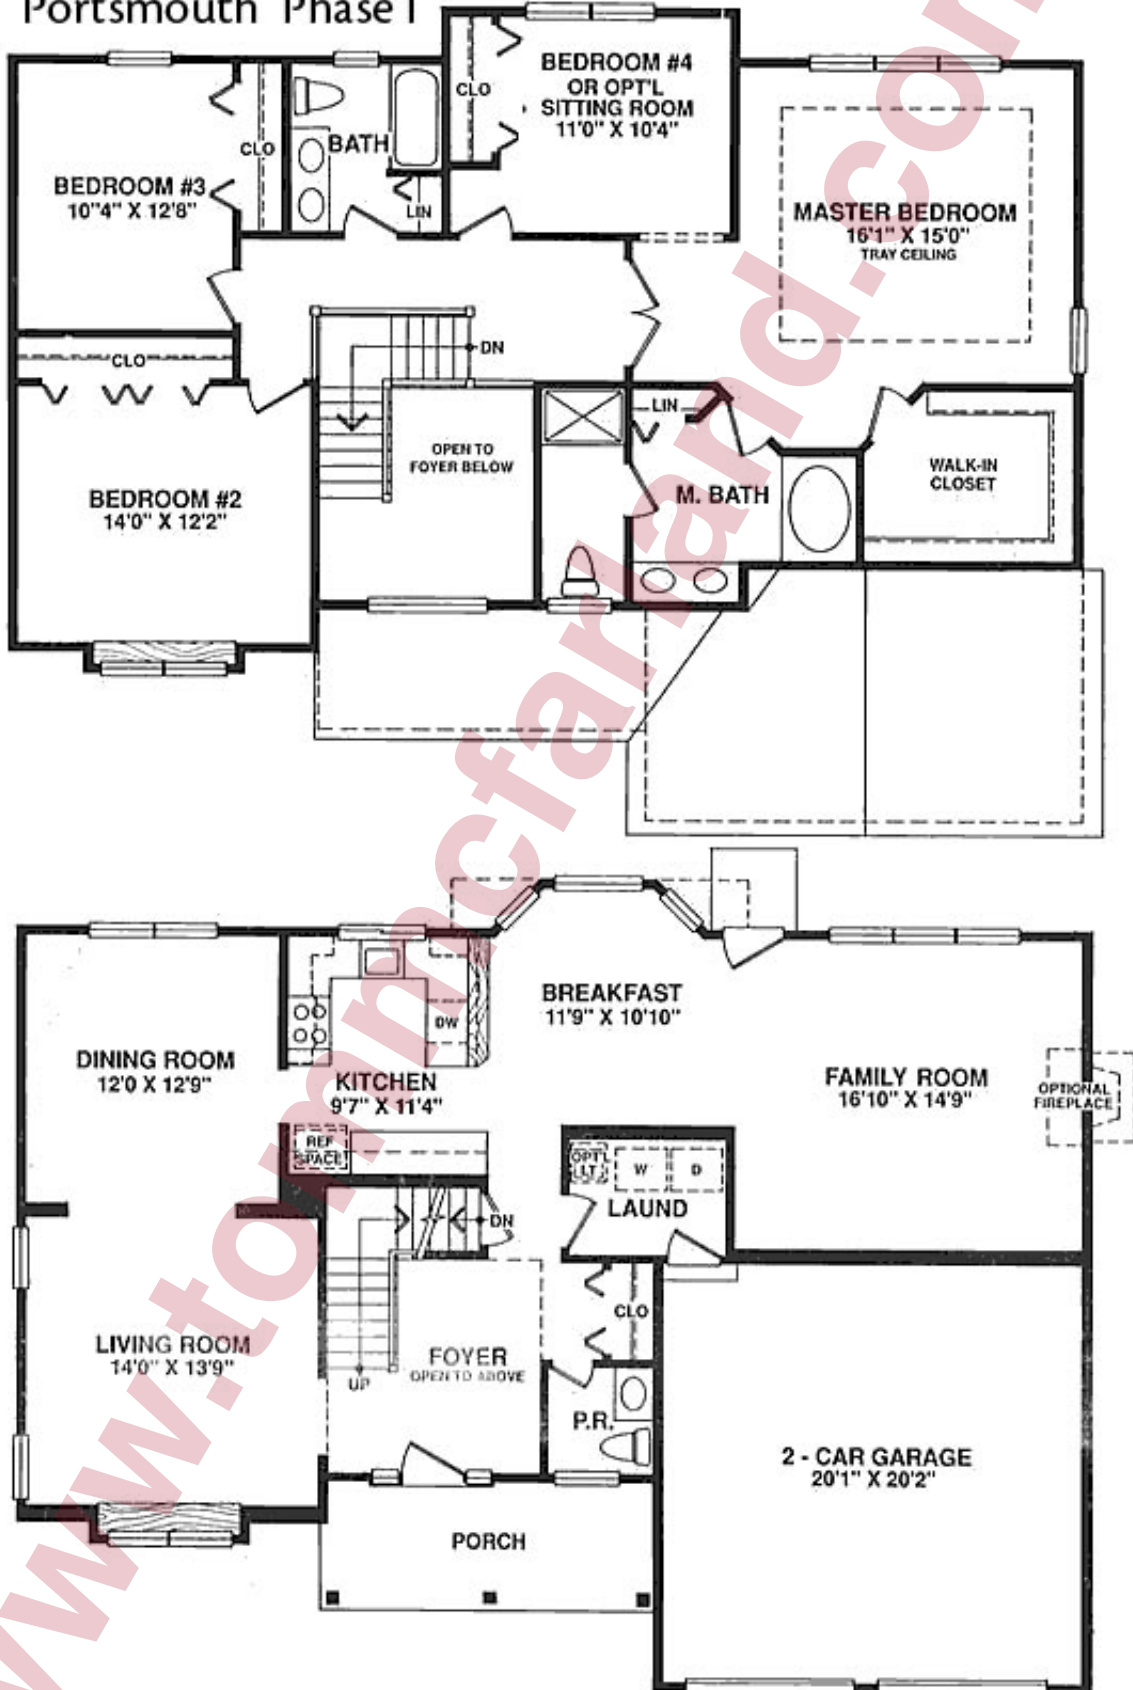 Portsmouth Phase I
BEDROOM #4
OR OPT'L
SITTING ROOM
11'0" X 10'4"
CLO
BATH
CLO
LIN
BEDROOM #3
10"4" X 12'8"
MASTER BEDROOM
16'1" X 15'0"
TRAY CEILING
CLO
DN
LIN
OPEN TO
FOYER BELOW
M. BATH
WALK-IN
CLOSET
BEDROOM #2
14'0" X 12'2"
BREAKFAST
11'9" X 10'10"
DW
DINING ROOM
12'0 X 12'9"
KITCHEN
9'7" X 11'4"
FAMILY ROOM
16'10" X 14'9"
OPTIONAL
FIREPLACE
REF
SPACE
OPT'L
LT
W
D
LAUND
DN
CLO
LIVING ROOM
14'0" X 13'9"
FOYER
OPEN TO ABOVE
UP
P.R.
2 - CAR GARAGE
20'1" X 20'2"
PORCH
www.tommcfarland.com